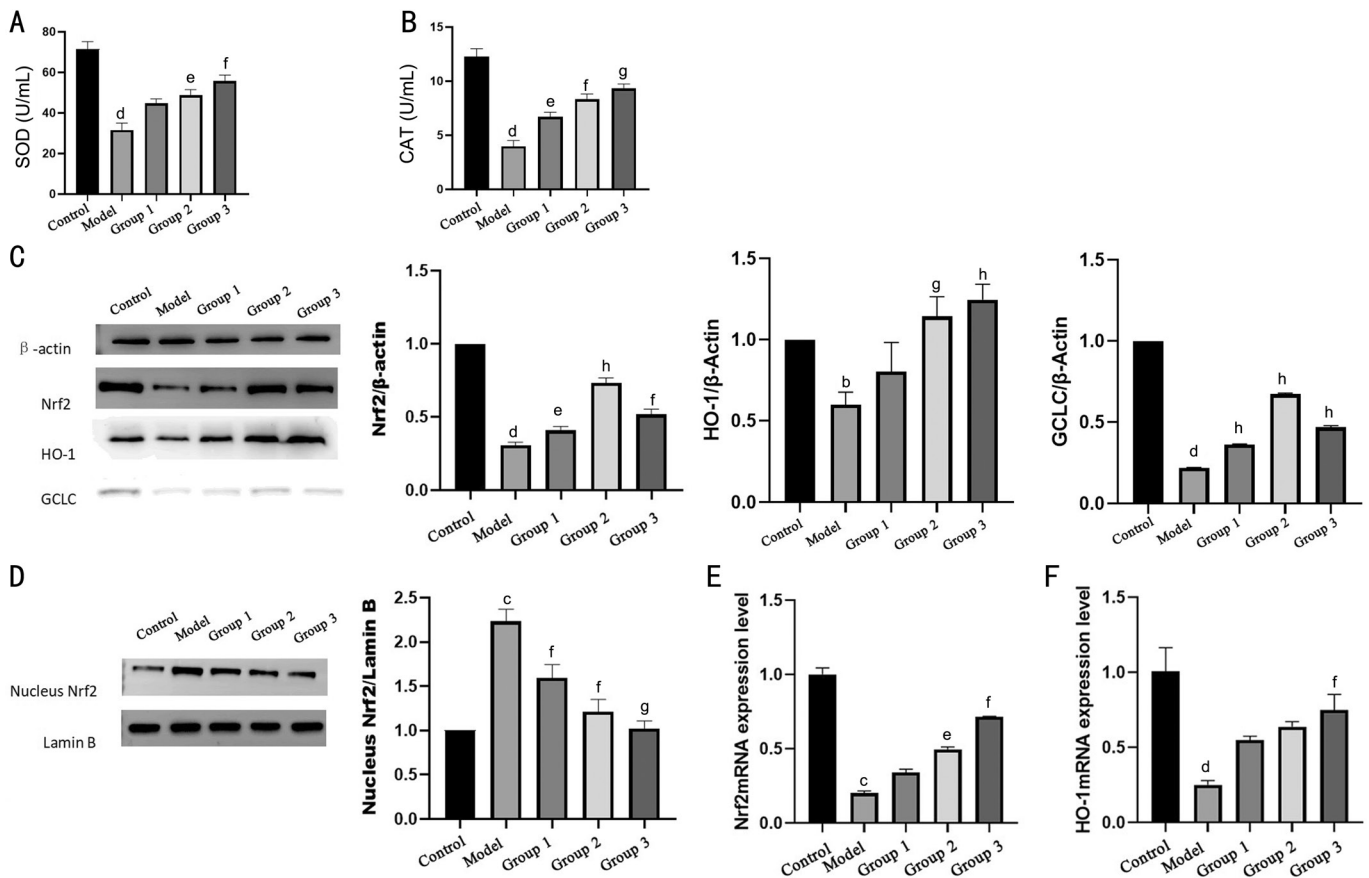 A
SOD (U/mL)
80
60
40
20
0
d
e
f
Control
Model
Group 1
Group 2
Group 3
B
CAT (U/mL)
15
10
5
0
d
e
f
g
Control
Model
Group 1
Group 2
Group 3
C
Control
Model
Group 1
Group 2
Group 3
β-actin
Nrf2
HO-1
GCLC
Nrf2/β-actin
1.5
1.0
0.5
0.0
d
e
h
f
Control
Model
Group 1
Group 2
Group 3
HO-1/β-Actin
1.5
1.0
0.5
0.0
b
g
h
Control
Model
Group 1
Group 2
Group 3
GCLC/β-Actin
1.5
1.0
0.5
0.0
d
h
h
h
Control
Model
Group 1
Group 2
Group 3
D
Control
Model
Group 1
Group 2
Group 3
Nucleus Nrf2
Lamin B
Nucleus Nrf2/Lamin B
2.5
2.0
1.5
1.0
0.5
0.0
c
f
f
g
Control
Model
Group 1
Group 2
Group 3
E
Nrf2mRNA expression level
1.5
1.0
0.5
0.0
c
e
f
Control
Model
Group 1
Group 2
Group 3
F
HO-1mRNA expression level
1.5
1.0
0.5
0.0
d
f
Control
Model
Group 1
Group 2
Group 3